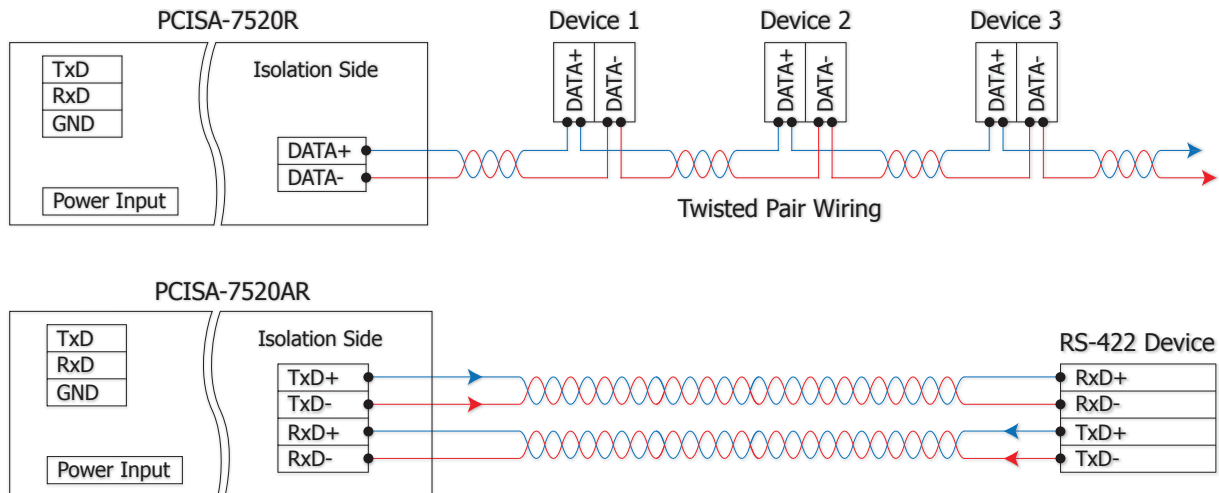 PCISA-7520R
Device 1
Device 2
Device 3
TxD
RxD
GND
Isolation Side
DATA+
DATA-
DATA+
DATA-
DATA+
DATA-
DATA+
DATA-
Power Input
Twisted Pair Wiring
PCISA-7520AR
TxD
RxD
GND
Isolation Side
RS-422 Device
TxD+
TxD-
RxD+
RxD-
RxD+
RxD-
TxD+
TxD-
Power Input